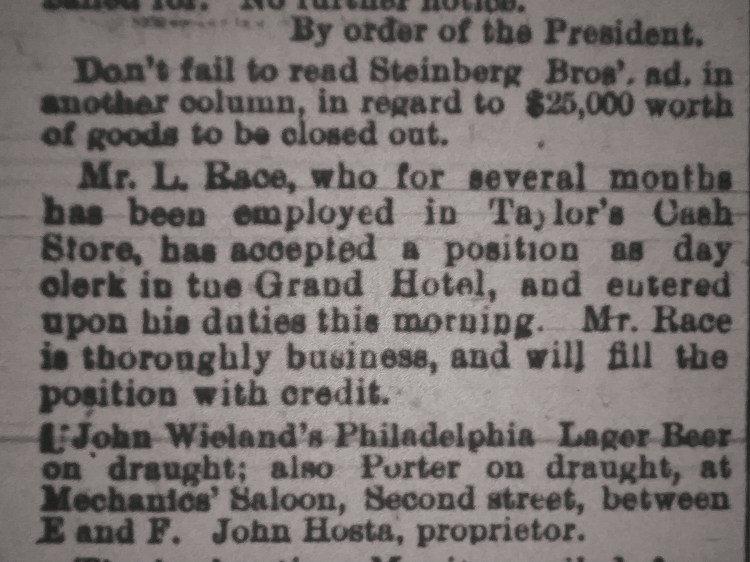 No further notice.
By order of the President.
Don't fail to read Steinberg Bros'. ad. in
another column, in regard to $25,000 worth
of goods to be closed out.
Mr. L. Race, who for several months
has been employed in Taylor's Cash
Store, has accepted a position as day
clerk in tue Grand Hotel, and eutered
upon his duties this morning. Mr. Race
is thoroughly business, and will fill the
position with credit.
John Wieland's Philadelphia Lager Beer
on draught; also Porter on draught, at
Mechanics' Saloon, Second street, between
E and F. John Hosta, proprietor.